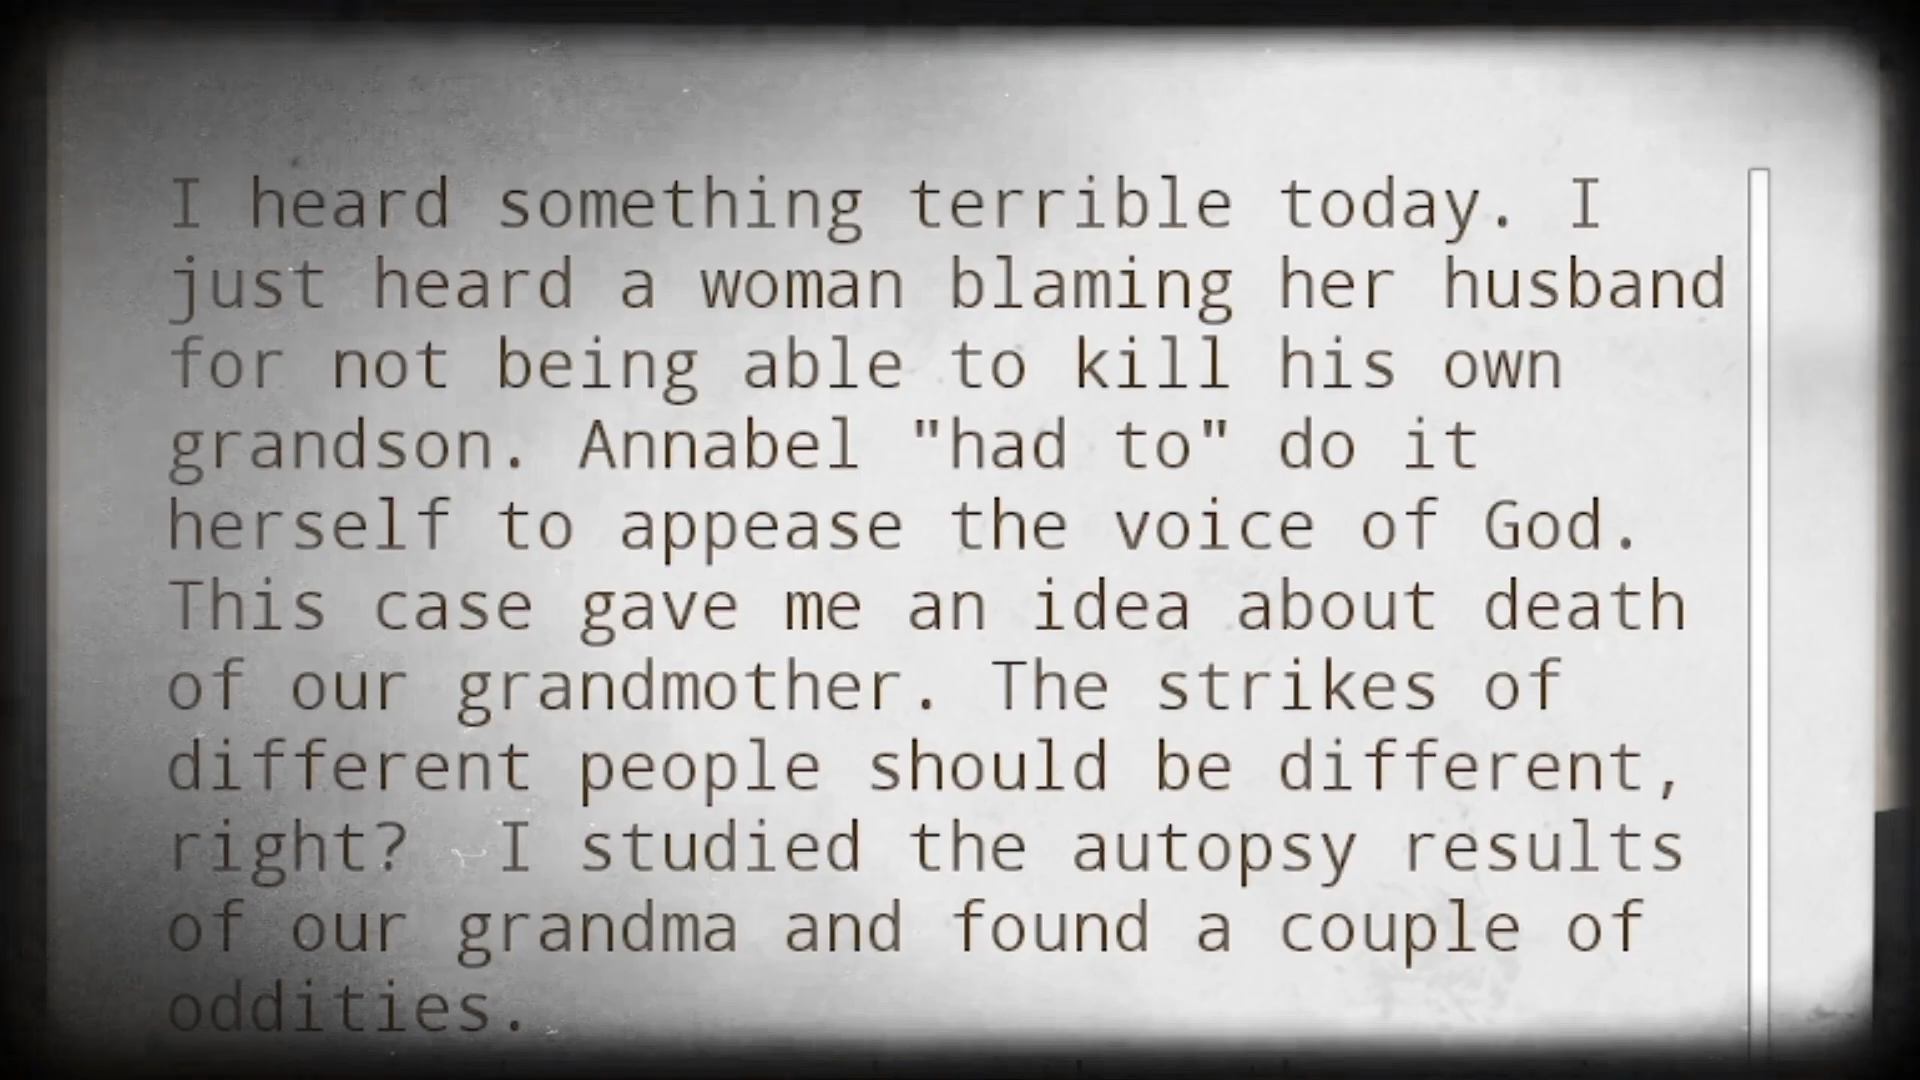 I heard something terrible today. I
just heard a woman blaming her husband
for not being able to kill his own
grandson. Annabel "had to" do it
herself to appease the voice of God.
This case gave me an idea about death
of our grandmother. The strikes of
different people should be different,
right?  I studied the autopsy results
of our grandma and found a couple of
oddities.